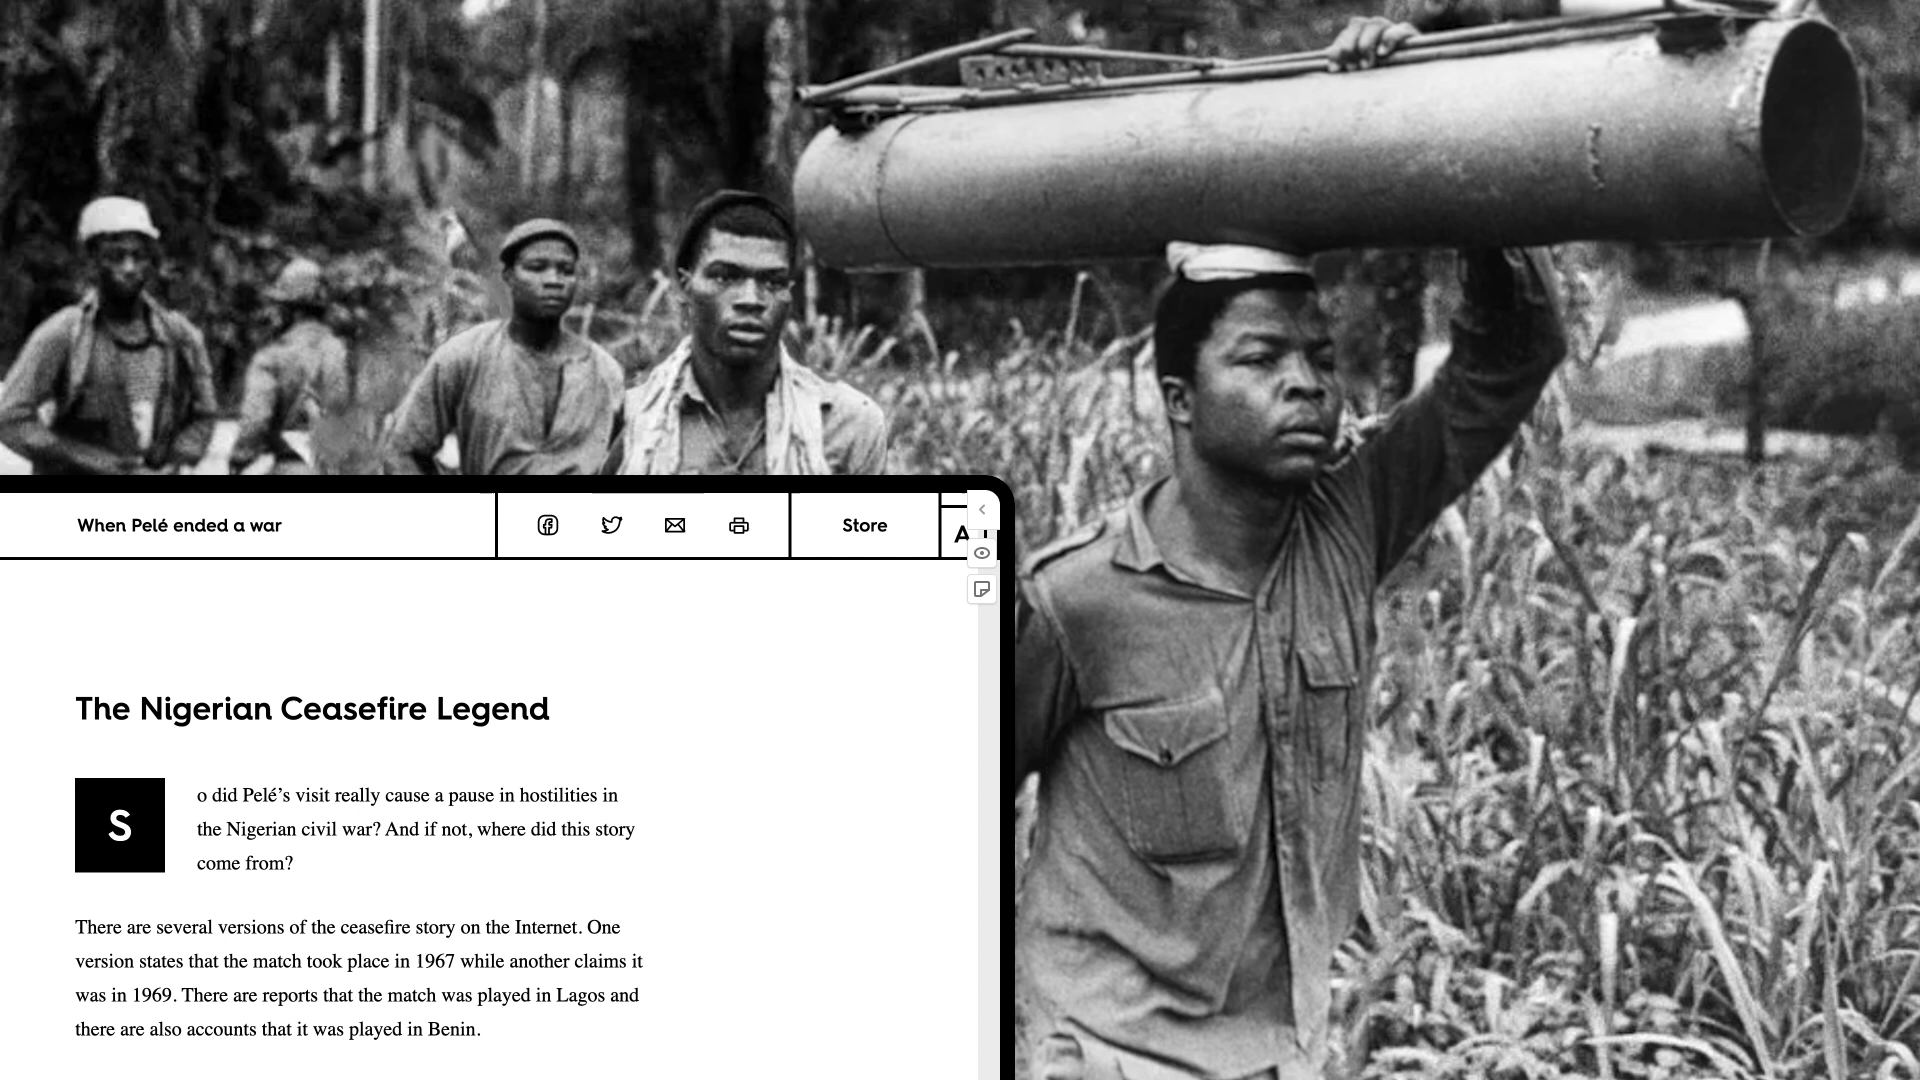 When Pelé ended a war
Store
A
The Nigerian Ceasefire Legend
So did Pelé’s visit really cause a pause in hostilities in
the Nigerian civil war? And if not, where did this story
come from?
There are several versions of the ceasefire story on the Internet. One
version states that the match took place in 1967 while another claims it
was in 1969. There are reports that the match was played in Lagos and
there are also accounts that it was played in Benin.